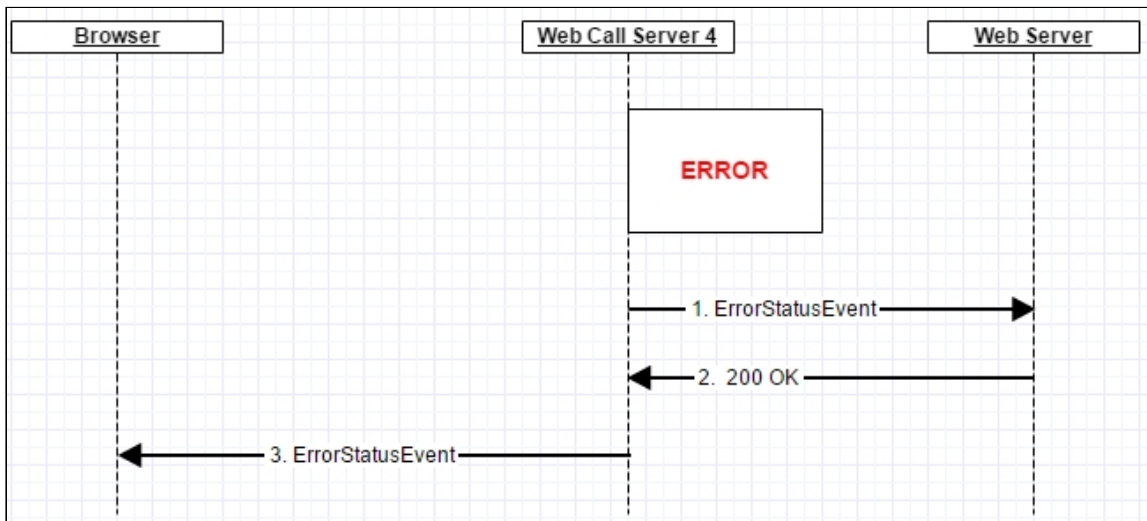 Browser
Web Call Server 4
Web Server
ERROR
1. ErrorStatusEvent
2. 200 OK
3. ErrorStatusEvent